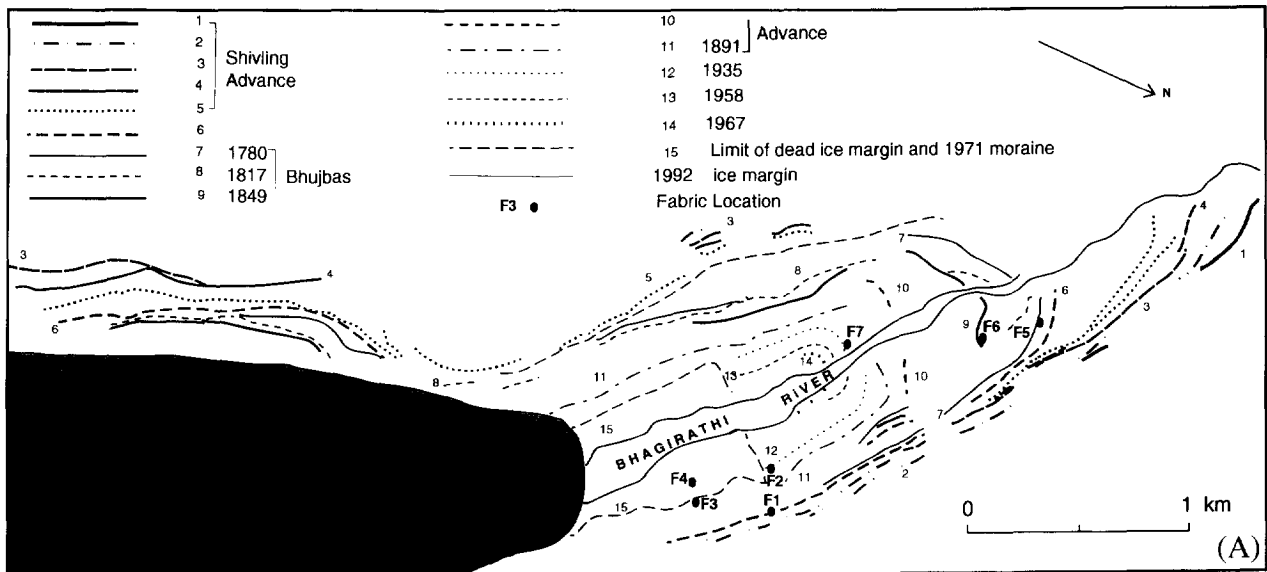 1
2
3
4
5
Shivling
Advance
6
7 1780
8 1817
9 1849
Bhujbas
10
11 1891
Advance
12 1935
13 1958
14 1967
15 Limit of dead ice margin and 1971 moraine
1992 ice margin
F3 Fabric Location
N
3
4
6
5
3
7
8
10
4
1
3
6
9
F6
F5
F7
14
13
11
8
10
15
BHAGIRATHI RIVER
12
F2
11
7
2
F4
F3
F1
15
0 1 km
(A)